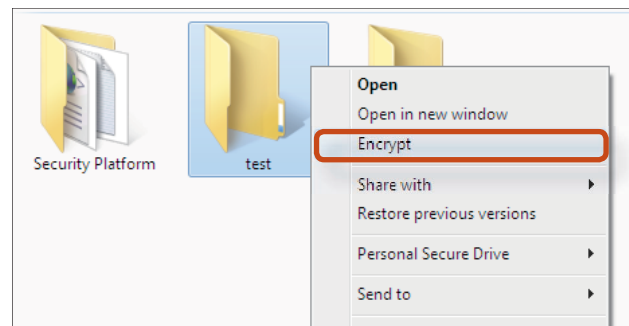 Security Platform
test
Open
Open in new window
Encrypt
Share with
Restore previous versions
Personal Secure Drive
Send to